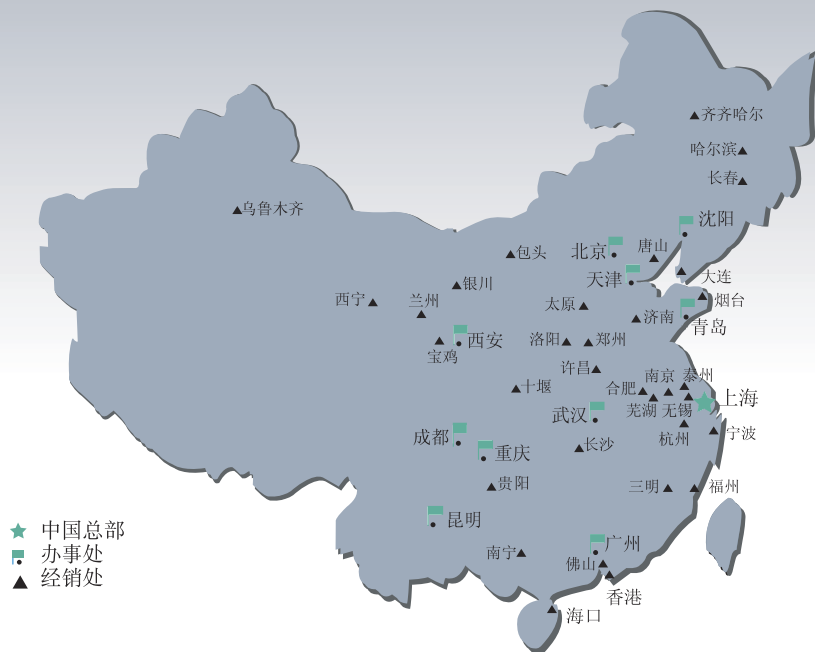 齐齐哈尔
哈尔滨
长春
乌鲁木齐
沈阳
北京
唐山
包头
天津
大连
银川
西宁
兰州
太原
烟台
济南
青岛
西安
宝鸡
洛阳
郑州
许昌
十堰
合肥
南京
泰州
上海
芜湖
无锡
武汉
杭州
宁波
成都
重庆
长沙
贵阳
三明
福州
昆明
南宁
广州
佛山
香港
海口
中国总部
办事处
经销处